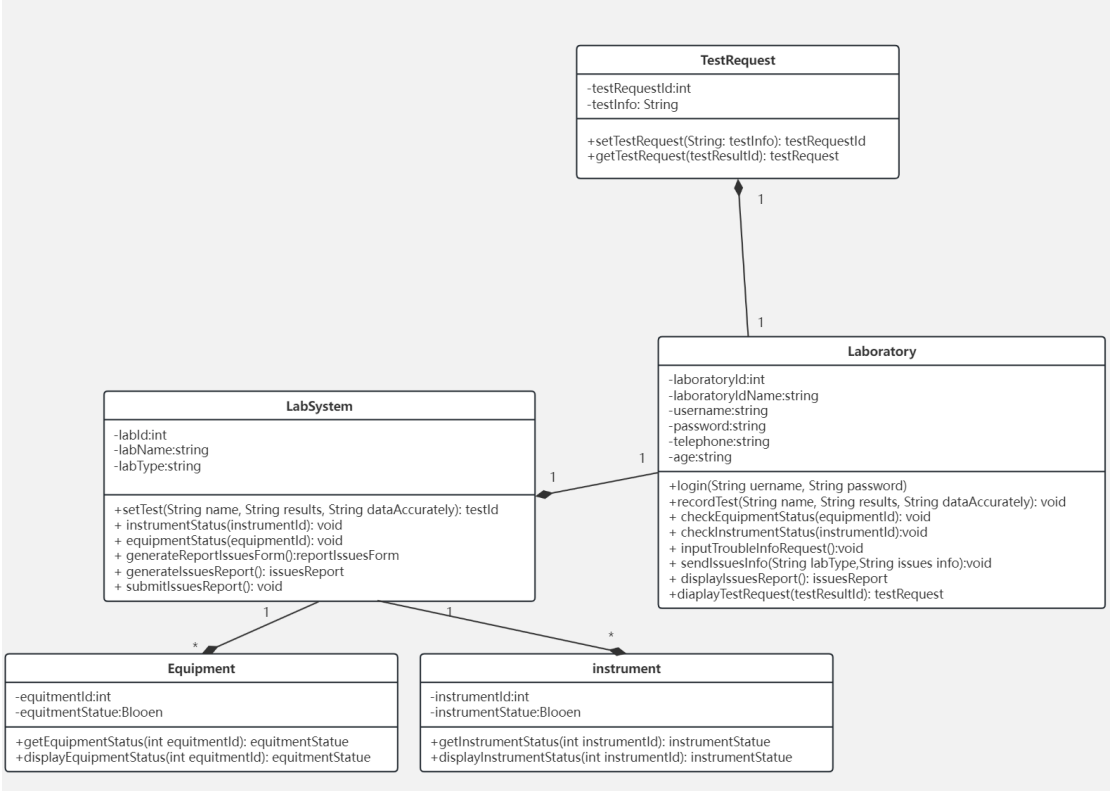 TestRequest
-testRequestId:int
-testInfo: String
+setTestRequest(String: testInfo): testRequestId
+getTestRequest(testResultId): testRequest
1
1
Laboratory
-laboratoryId:int
-laboratoryIdName:string
-username:string
-password:string
-telephone:string
-age:string
+login(String uername, String password)
+recordTest(String name, String results, String dataAccurately): void
+ checkEquipmentStatus(equipmentId): void
+ checkInstrumentStatus(instrumentId):void
+ inputTroubleInfoRequest():void
+ sendIssuesInfo(String labType,String issues info):void
+ displayIssuesReport(): issuesReport
+diaplayTestRequest(testResultId): testRequest
1
1
LabSystem
-labId:int
-labName:string
-labType:string
+setTest(String name, String results, String dataAccurately): testId
+ instrumentStatus(instrumentId): void
+ equipmentStatus(equipmentId): void
+ generateReportIssuesForm():reportIssuesForm
+ generateIssuesReport(): issuesReport
+ submitIssuesReport(): void
1
1
*
*
Equipment
-equitmentId:int
-equitmentStatue:Blooen
+getEquipmentStatus(int equitmentId): equitmentStatue
+displayEquipmentStatus(int equitmentId): equitmentStatue
instrument
-instrumentId:int
-instrumentStatue:Blooen
+getInstrumentStatus(int instrumentId): instrumentStatue
+displayInstrumentStatus(int instrumentId): instrumentStatue